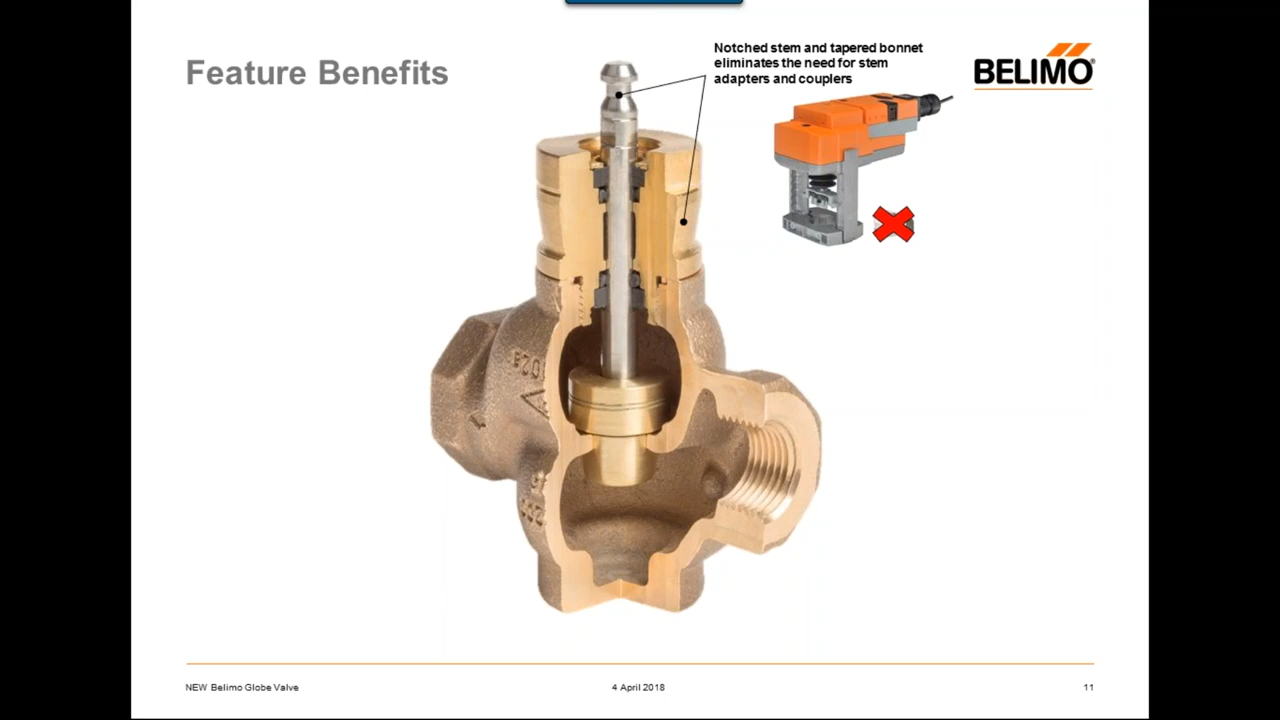 Feature Benefits
Notched stem and tapered bonnet
eliminates the need for stem
adapters and couplers
BELIMO®
NEW Belimo Globe Valve
4 April 2018
11